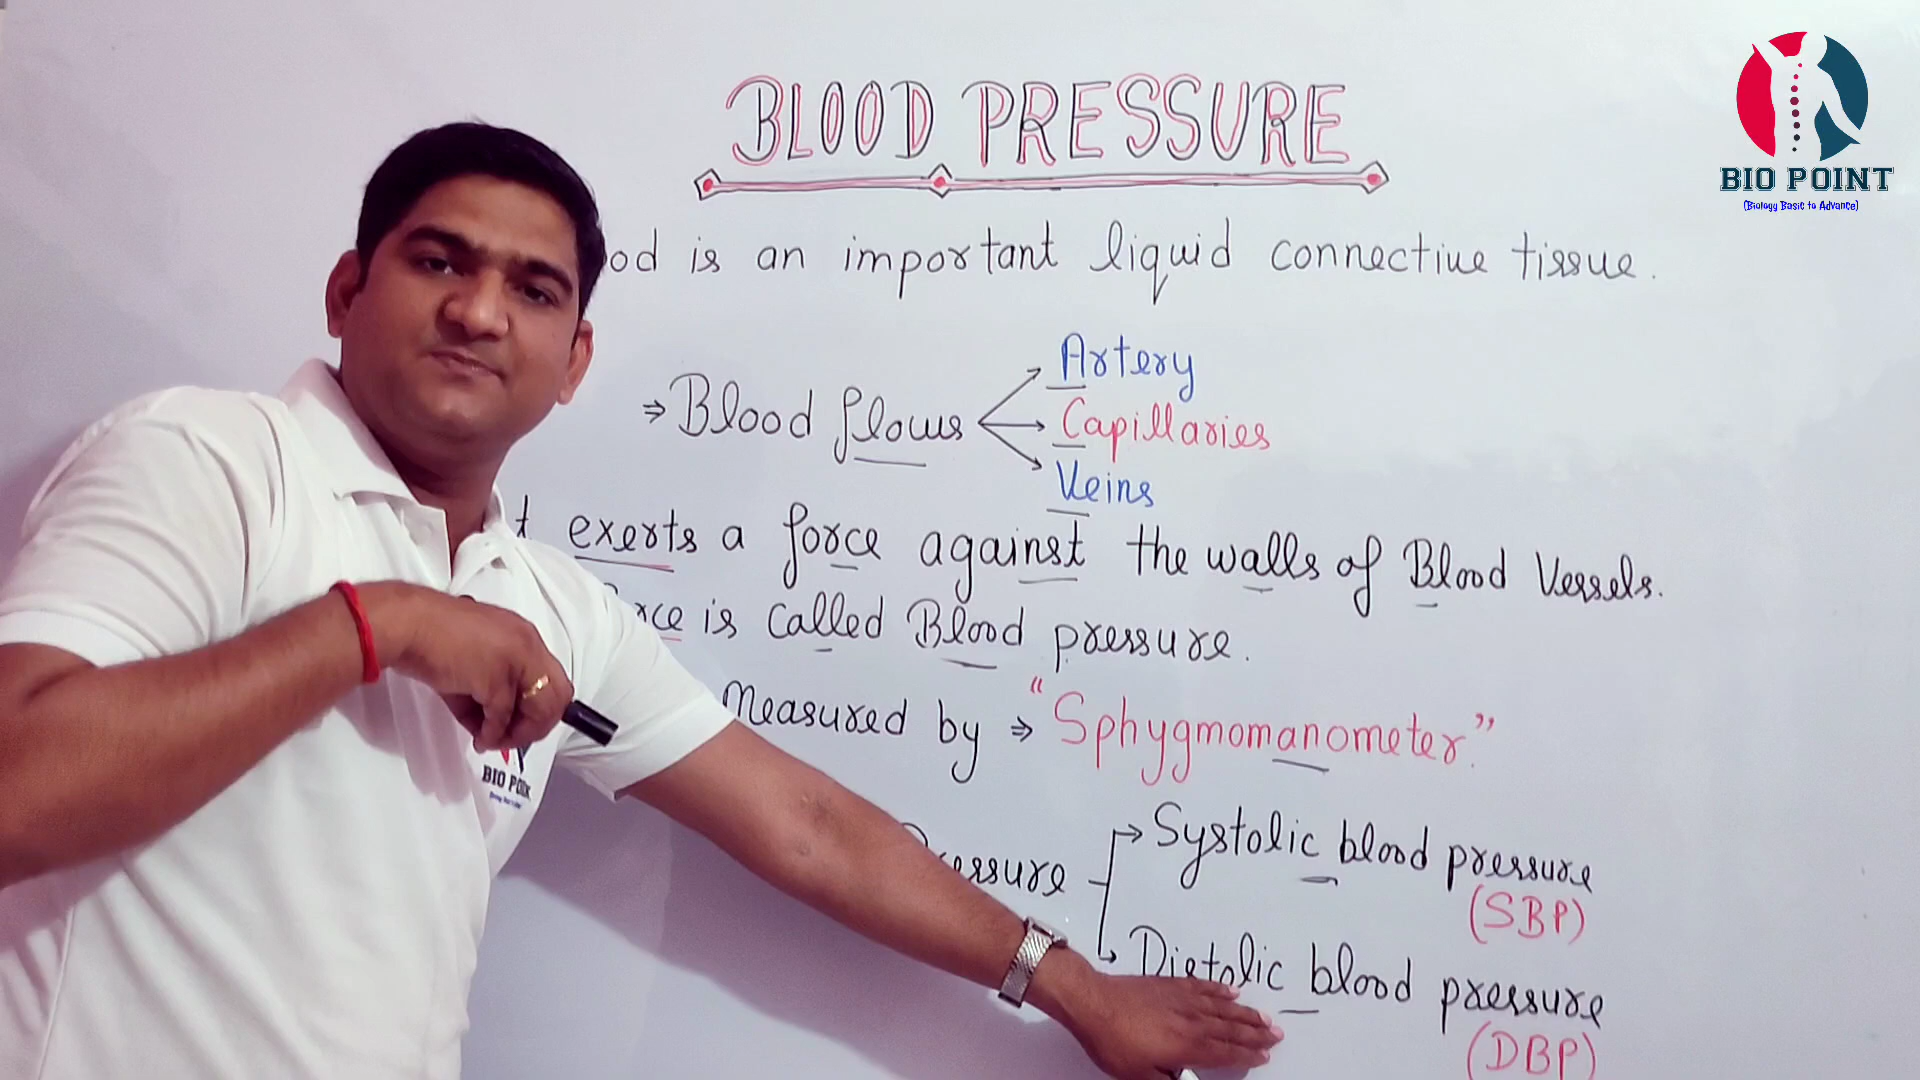 BLOOD PRESSURE
BIO POINT
(Biology Basic to Advance)
is an important liquid connective tissue.
⇒ Blood flows
Artery
Capillaries
Veins
exerts a force against the walls of Blood Vessels.
is called Blood pressure.
Measured by ⇒ "Sphygmomanometer."
BIO POINT
Pressure
Systolic blood pressure
(SBP)
Distolic blood pressure
(DBP)